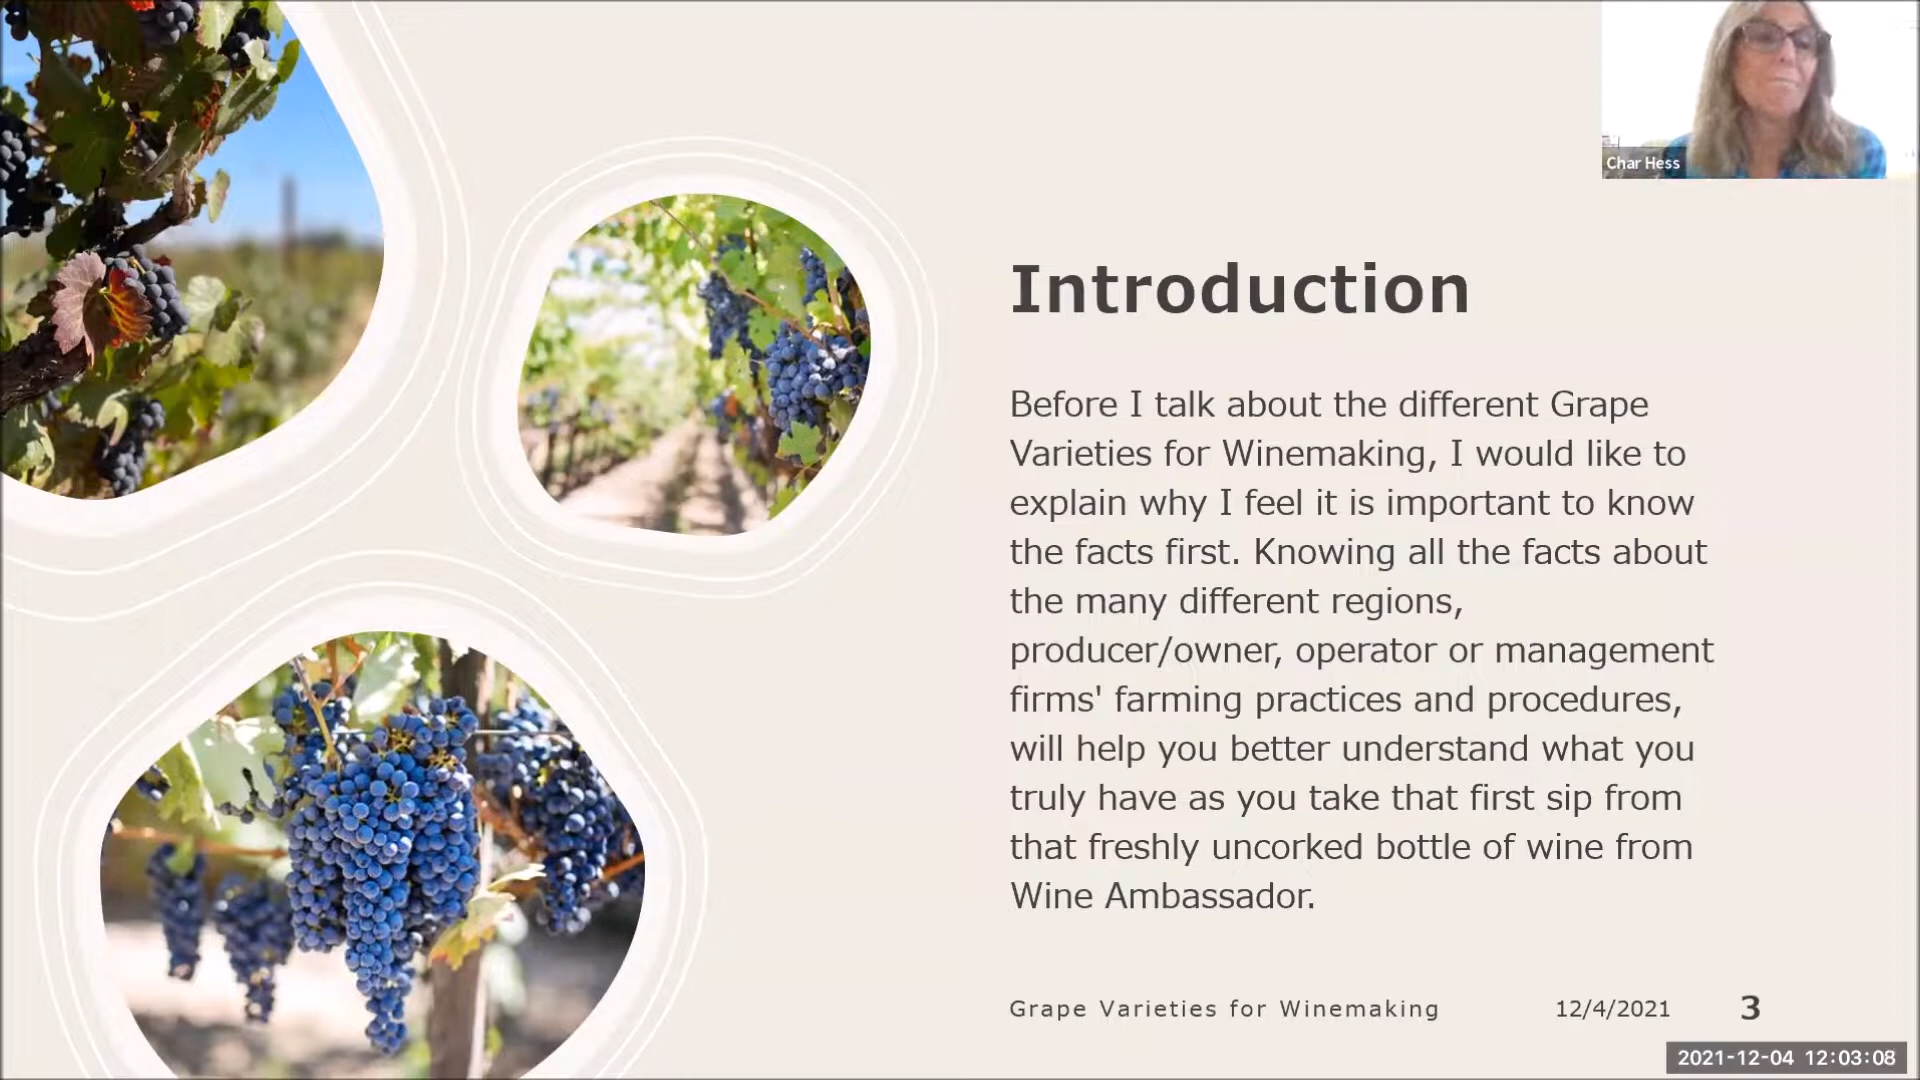 Char Hess
Introduction
Before I talk about the different Grape
Varieties for Winemaking, I would like to
explain why I feel it is important to know
the facts first. Knowing all the facts about
the many different regions,
producer/owner, operator or management
firms' farming practices and procedures,
will help you better understand what you
truly have as you take that first sip from
that freshly uncorked bottle of wine from
Wine Ambassador.
Grape Varieties for Winemaking 12/4/2021 3
2021-12-04 12:03:08